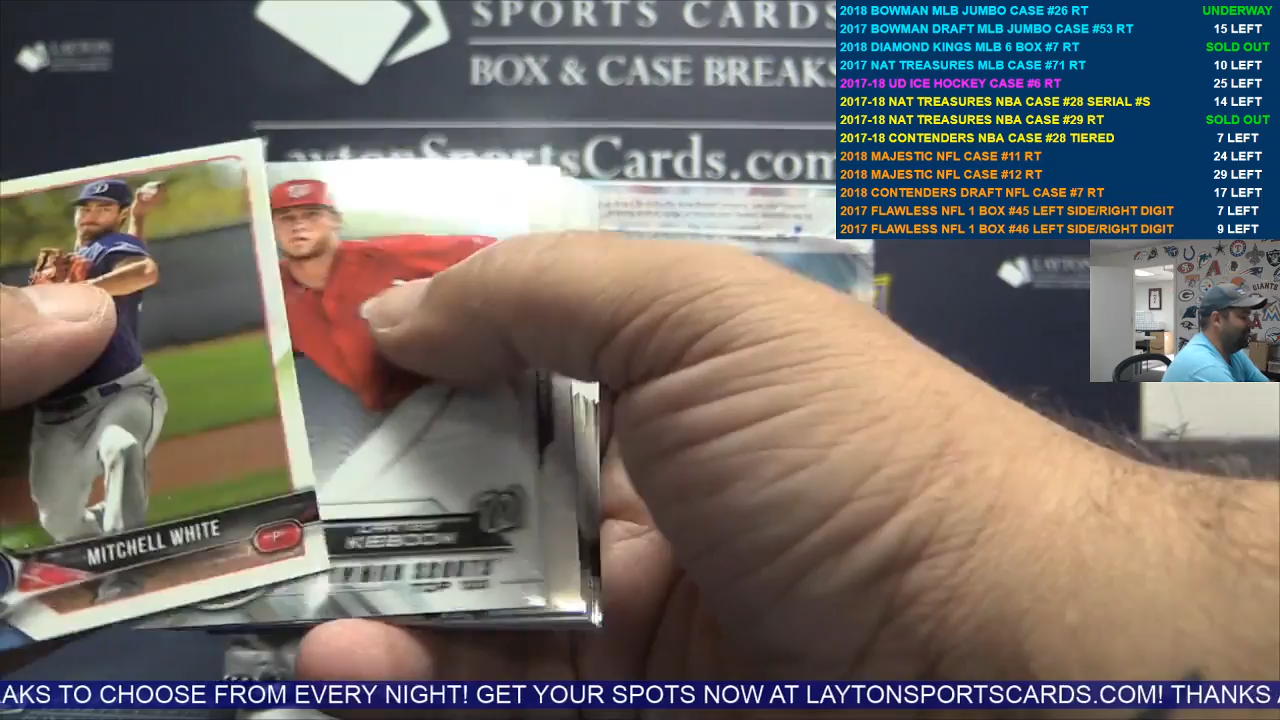 SPORTS CARDS
BOX & CASE BREAKS
LaytonSportsCards.com
LAYTON
2018 BOWMAN MLB JUMBO CASE #26 RT UNDERWAY
2017 BOWMAN DRAFT MLB JUMBO CASE #53 RT 15 LEFT
2018 DIAMOND KINGS MLB 6 BOX #7 RT SOLD OUT
2017 NAT TREASURES MLB CASE #71 RT 10 LEFT
2017-18 UD ICE HOCKEY CASE #6 RT 25 LEFT
2017-18 NAT TREASURES NBA CASE #28 SERIAL #S 14 LEFT
2017-18 NAT TREASURES NBA CASE #29 RT SOLD OUT
2017-18 CONTENDERS NBA CASE #28 TIERED 7 LEFT
2018 MAJESTIC NFL CASE #11 RT 24 LEFT
2018 MAJESTIC NFL CASE #12 RT 29 LEFT
2018 CONTENDERS DRAFT NFL CASE #7 RT 17 LEFT
2017 FLAWLESS NFL 1 BOX #45 LEFT SIDE/RIGHT DIGIT 7 LEFT
2017 FLAWLESS NFL 1 BOX #46 LEFT SIDE/RIGHT DIGIT 9 LEFT
LAYTON
GIANTS
MITCHELL WHITE
P
CARTER
KIEBOOM
AKS TO CHOOSE FROM EVERY NIGHT! GET YOUR SPOTS NOW AT LAYTONSPORTSCARDS.COM! THANKS